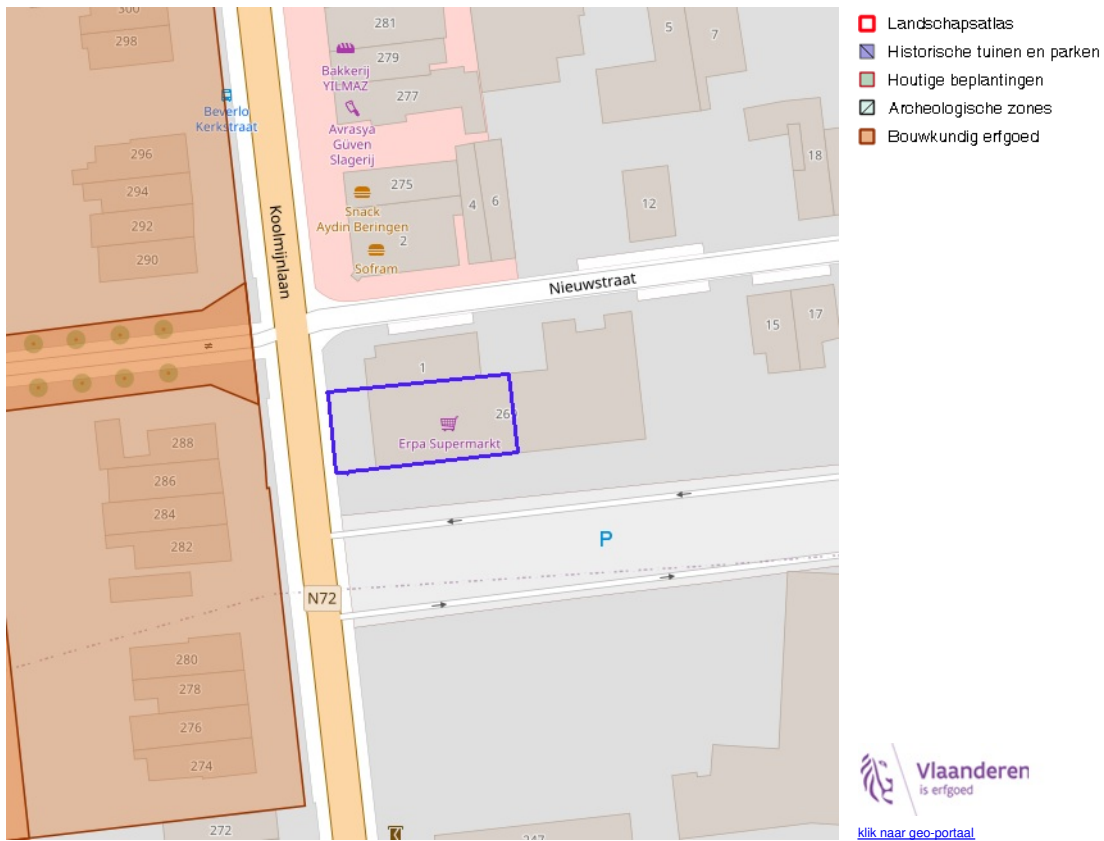 300
298
Beverlo
Kerkstraat
296
294
292
290
Koolmijnlaan
281
Bakkerij
YILMAZ
279
277
Avrasya
Güven
Slagerij
275
Snack
Aydin Beringen
2
Sofram
4
6
5
7
18
12
Nieuwstraat
15
17
1
Erpa Supermarkt
288
286
284
282
P
N72
280
278
276
274
272
247
Landschapsatlas
Historische tuinen en parken
Houtige beplantingen
Archeologische zones
Bouwkundig erfgoed
Vlaanderen
is erfgoed
klik naar geo-portaal